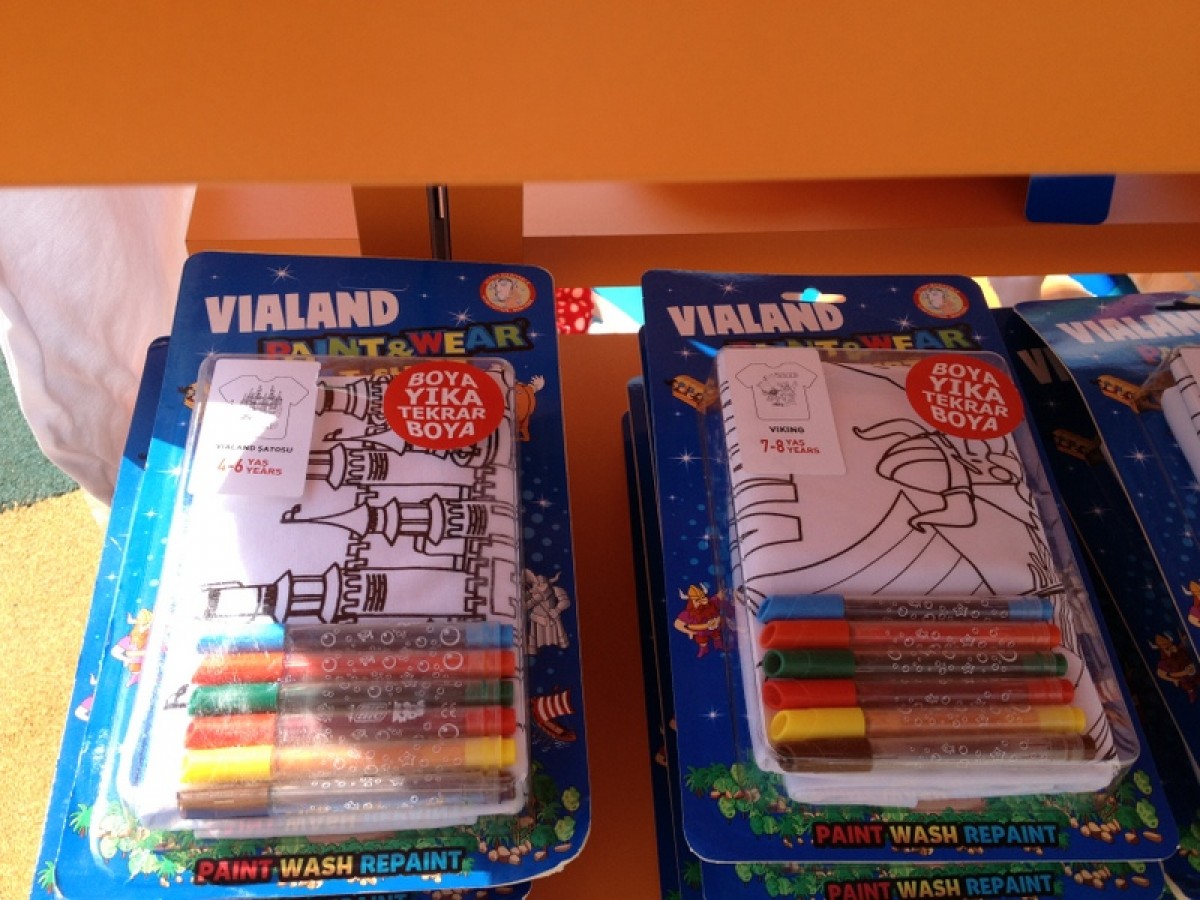 VIALAND
PAINT&WEAR
BOYA
YIKA
TEKRAR
BOYA
VIALAND ŞATOSU
4-6 YAŞ
YEARS
PAINT WASH REPAINT
VIALAND
PAINT&WEAR
BOYA
YIKA
TEKRAR
BOYA
VIKING
7-8 YAŞ
YEARS
PAINT WASH REPAINT
PAINT WASH REPAINT